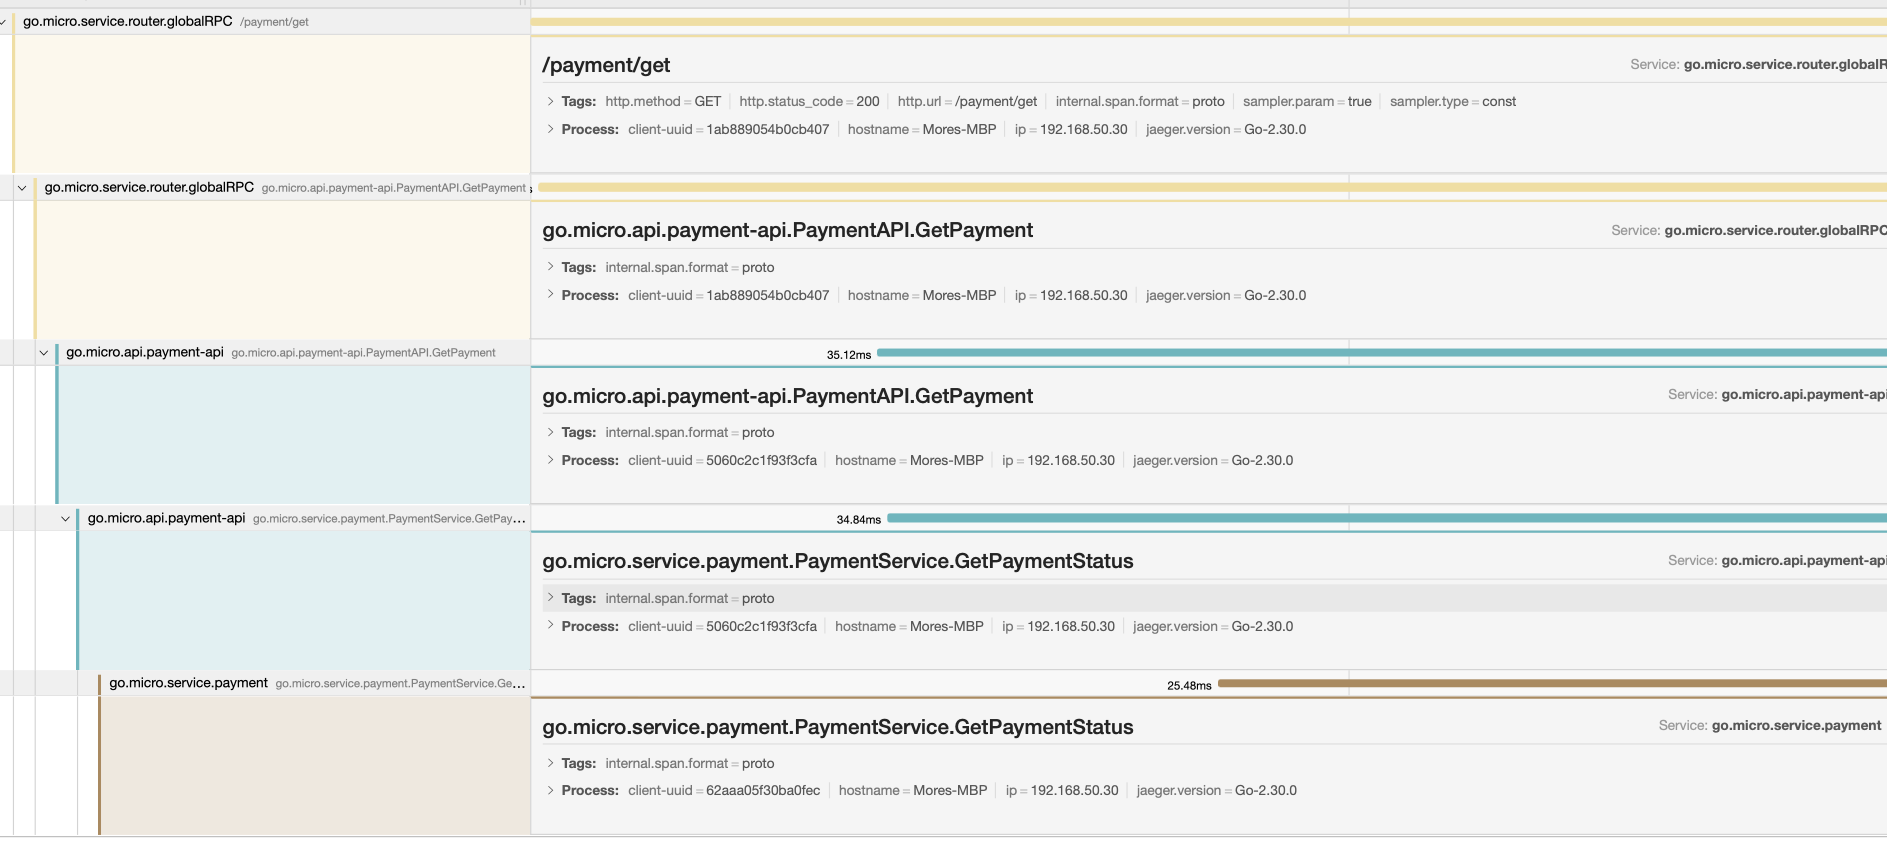 go.micro.service.router.globalRPC /payment/get
/payment/get Service: go.micro.service.router.globalR
Tags: http.method = GET http.status_code = 200 http.url = /payment/get internal.span.format = proto sampler.param = true sampler.type = const
Process: client-uuid = 1ab889054b0cb407 hostname = Mores-MBP ip = 192.168.50.30 jaeger.version = Go-2.30.0
go.micro.service.router.globalRPC go.micro.api.payment-api.PaymentAPI.GetPayment s
go.micro.api.payment-api.PaymentAPI.GetPayment Service: go.micro.service.router.globalRPC
Tags: internal.span.format = proto
Process: client-uuid = 1ab889054b0cb407 hostname = Mores-MBP ip = 192.168.50.30 jaeger.version = Go-2.30.0
go.micro.api.payment-api go.micro.api.payment-api.PaymentAPI.GetPayment 35.12ms
go.micro.api.payment-api.PaymentAPI.GetPayment Service: go.micro.api.payment-api
Tags: internal.span.format = proto
Process: client-uuid = 5060c2c1f93f3cfa hostname = Mores-MBP ip = 192.168.50.30 jaeger.version = Go-2.30.0
go.micro.api.payment-api go.micro.service.payment.PaymentService.GetPay... 34.84ms
go.micro.service.payment.PaymentService.GetPaymentStatus Service: go.micro.api.payment-api
Tags: internal.span.format = proto
Process: client-uuid = 5060c2c1f93f3cfa hostname = Mores-MBP ip = 192.168.50.30 jaeger.version = Go-2.30.0
go.micro.service.payment go.micro.service.payment.PaymentService.Ge... 25.48ms
go.micro.service.payment.PaymentService.GetPaymentStatus Service: go.micro.service.payment
Tags: internal.span.format = proto
Process: client-uuid = 62aaa05f30ba0fec hostname = Mores-MBP ip = 192.168.50.30 jaeger.version = Go-2.30.0